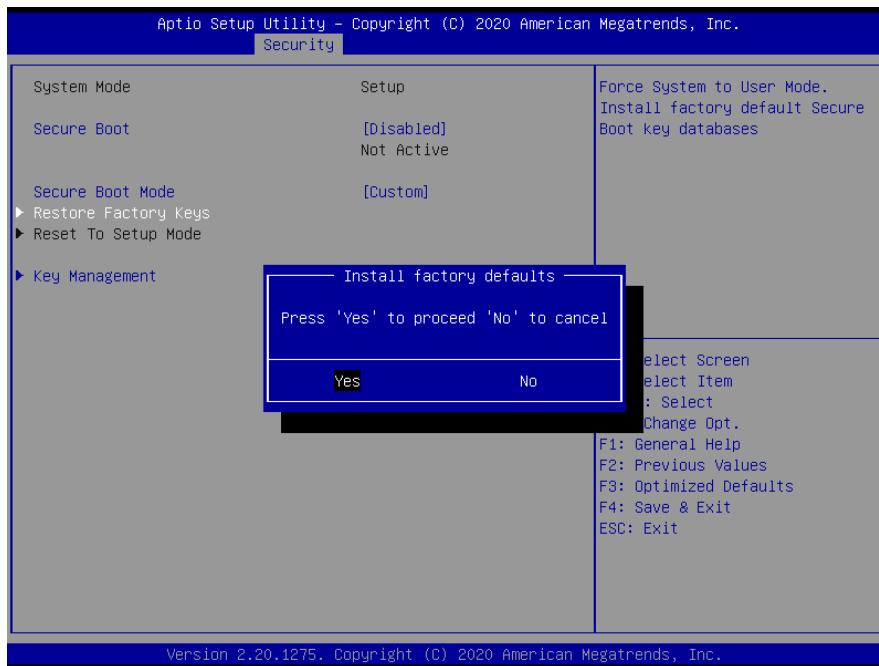 Aptio Setup Utility – Copyright (C) 2020 American Megatrends, Inc.
Security
System Mode Setup
Secure Boot [Disabled]
Not Active
Secure Boot Mode [Custom]
Restore Factory Keys
Reset To Setup Mode
Key Management
Install factory defaults
Press 'Yes' to proceed 'No' to cancel
Yes No
Force System to User Mode.
Install factory default Secure
Boot key databases
elect Screen
elect Item
: Select
Change Opt.
F1: General Help
F2: Previous Values
F3: Optimized Defaults
F4: Save & Exit
ESC: Exit
Version 2.20.1275. Copyright (C) 2020 American Megatrends, Inc.